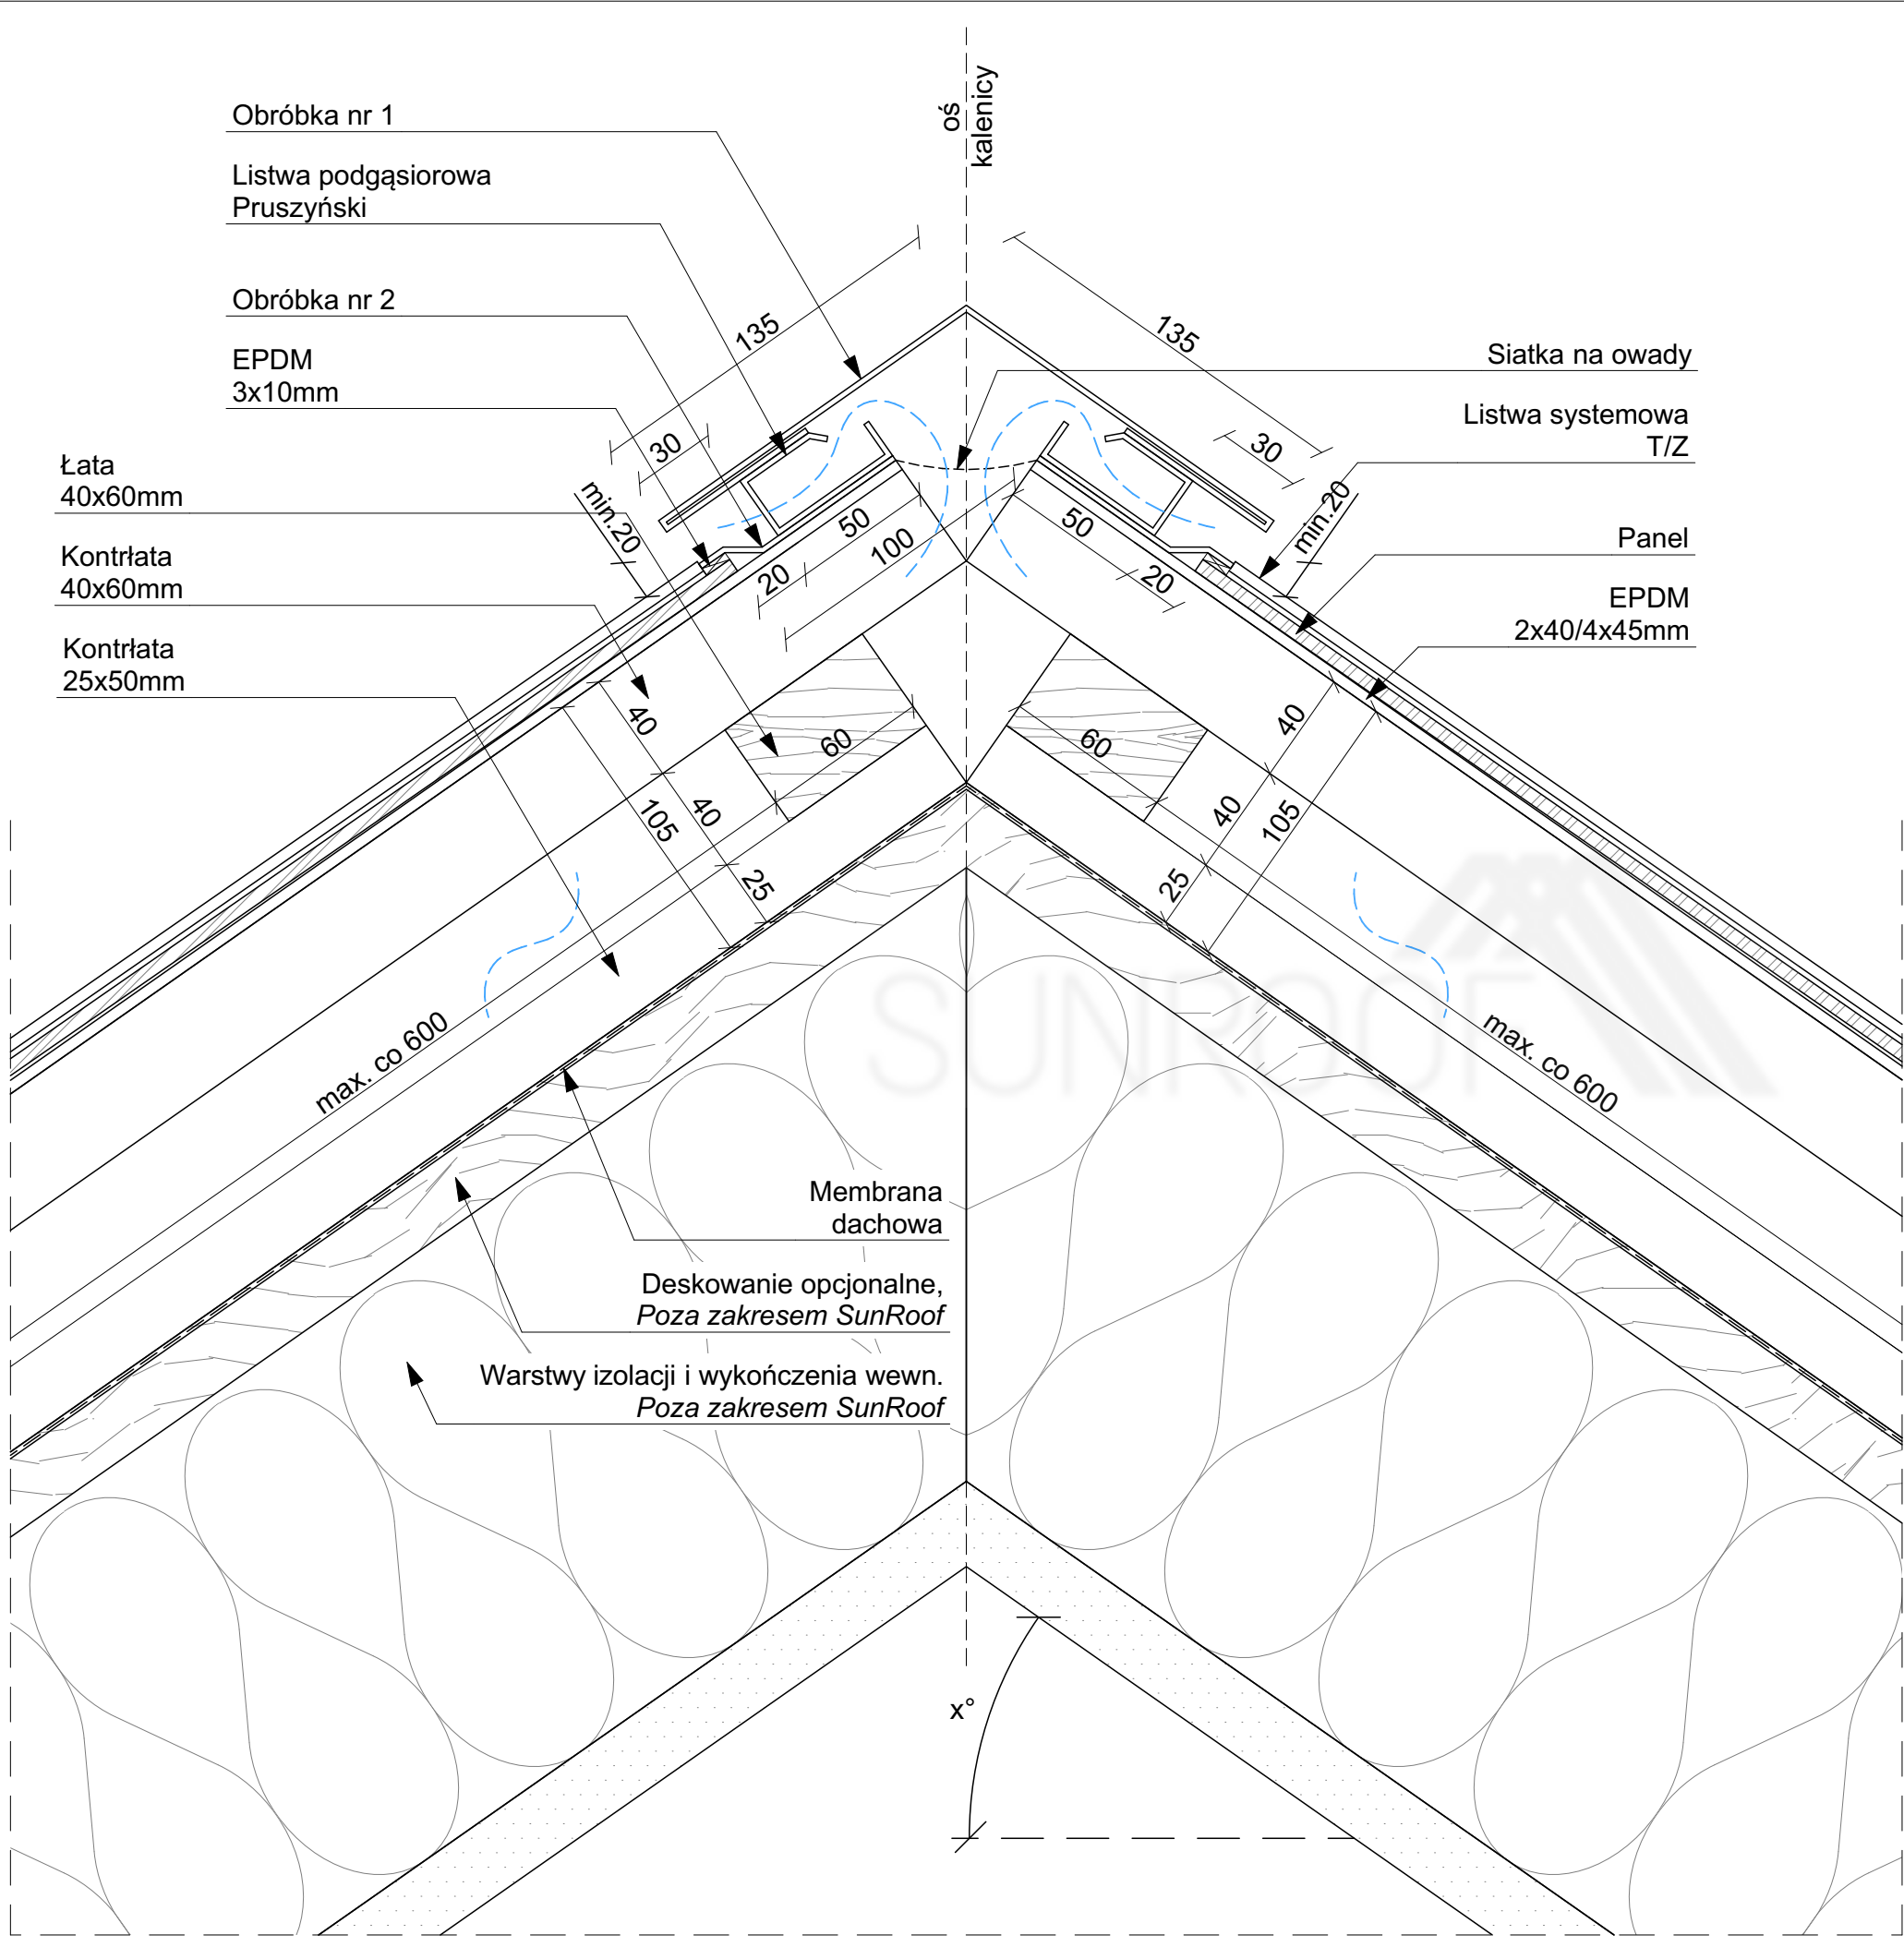 oś
kalenicy
Obróbka nr 1
Listwa podgąsiorowa
Pruszyński
Obróbka nr 2
EPDM
3x10mm
Łata
40x60mm
Kontrłata
40x60mm
Kontrłata
25x50mm
Siatka na owady
Listwa systemowa
T/Z
Panel
EPDM
2x40/4x45mm
135
30
min.20
50
100
20
40
60
105
40
25
max. co 600
135
30
min.20
50
20
40
60
40
105
25
max. co 600
SUNROOF
Membrana
dachowa
Deskowanie opcjonalne,
Poza zakresem SunRoof
Warstwy izolacji i wykończenia wewn.
Poza zakresem SunRoof
x°